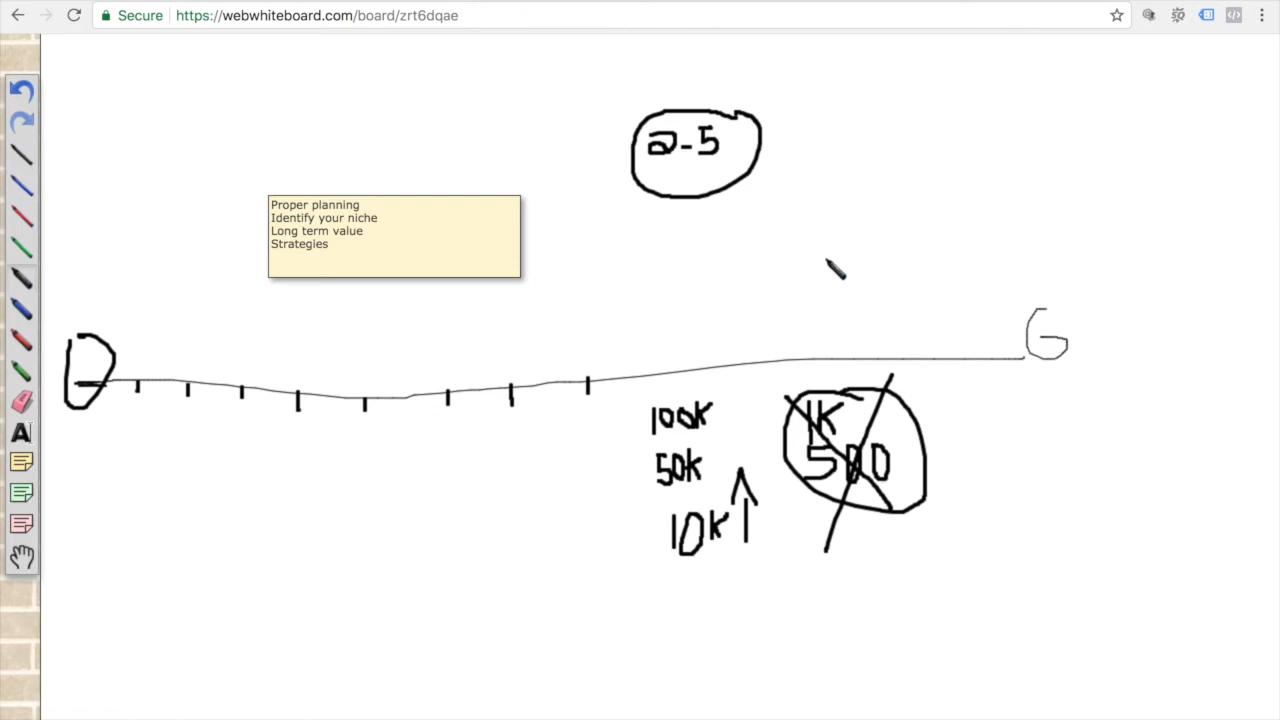 Secure https://webwhiteboard.com/board/zrt6dqae
2-5
Proper planning
Identify your niche
Long term value
Strategies
D
G
100K
1K
50K
500
10K
A